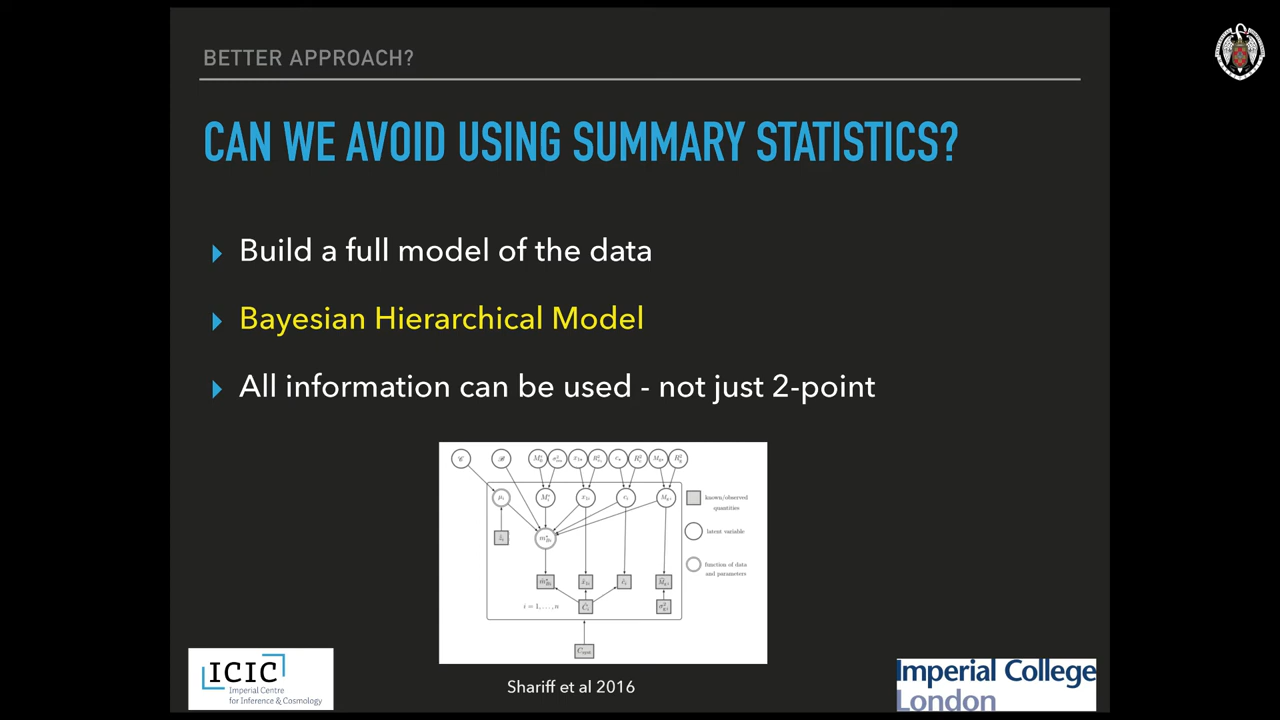 BETTER APPROACH?
CAN WE AVOID USING SUMMARY STATISTICS?
Build a full model of the data
Bayesian Hierarchical Model
All information can be used - not just 2-point
known/observed
quantities
latent variable
function of data
and parameters
i = 1, . . . , n
Shariff et al 2016
ICIC
Imperial Centre
for Inference & Cosmology
Imperial College
London